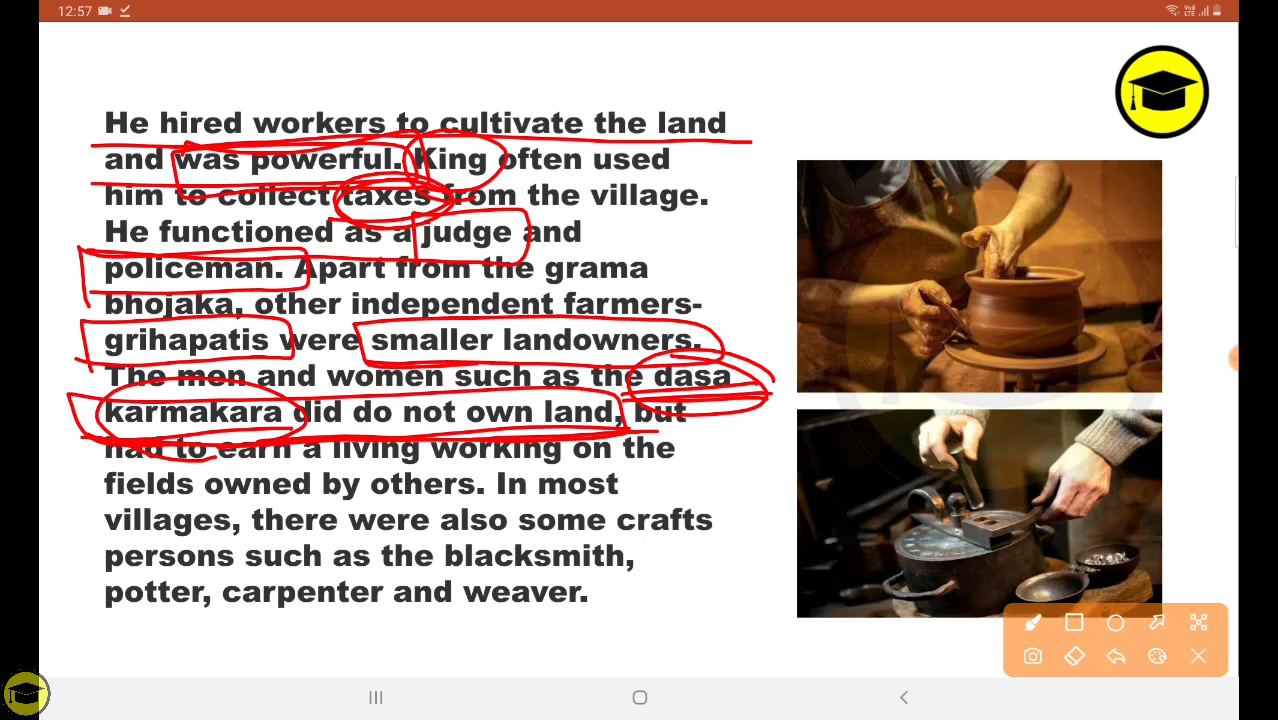 12:57
He hired workers to cultivate the land
and was powerful. King often used
him to collect taxes from the village.
He functioned as a judge and
policeman. Apart from the grama
bhojaka, other independent farmers-
grihapatis were smaller landowners.
The men and women such as the dasa
karmakara did do not own land, but
had to earn a living working on the
fields owned by others. In most
villages, there were also some crafts
persons such as the blacksmith,
potter, carpenter and weaver.